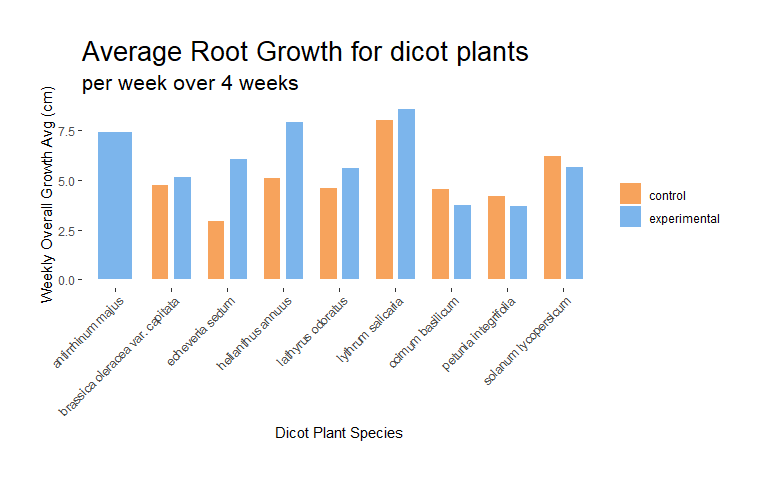 Average Root Growth for dicot plants
per week over 4 weeks
Weekly Overall Growth Avg (cm)
7.5
5.0
2.5
0.0
control
experimental
antirrhinum majus
brassica oleracea var. capitata
echeveria sedum
helianthus annuus
lathyrus odoratus
lythrum salicaria
ocimum basilicum
petunia integrifolia
solanum lycopersicum
Dicot Plant Species